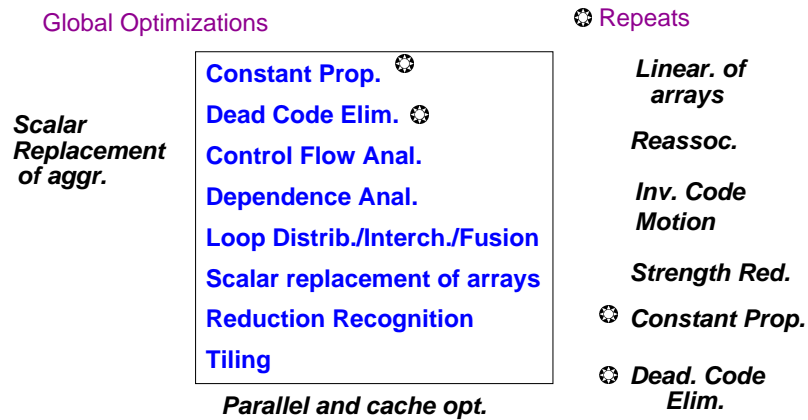 Global Optimizations
Repeats
Scalar
Replacement
of aggr.
Constant Prop.
Dead Code Elim.
Control Flow Anal.
Dependence Anal.
Loop Distrib./Interch./Fusion
Scalar replacement of arrays
Reduction Recognition
Tiling
Parallel and cache opt.
Linear. of
arrays
Reassoc.
Inv. Code
Motion
Strength Red.
Constant Prop.
Dead. Code
Elim.